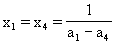 x₁ = x₄ = 1 / (a₁ − a₄)